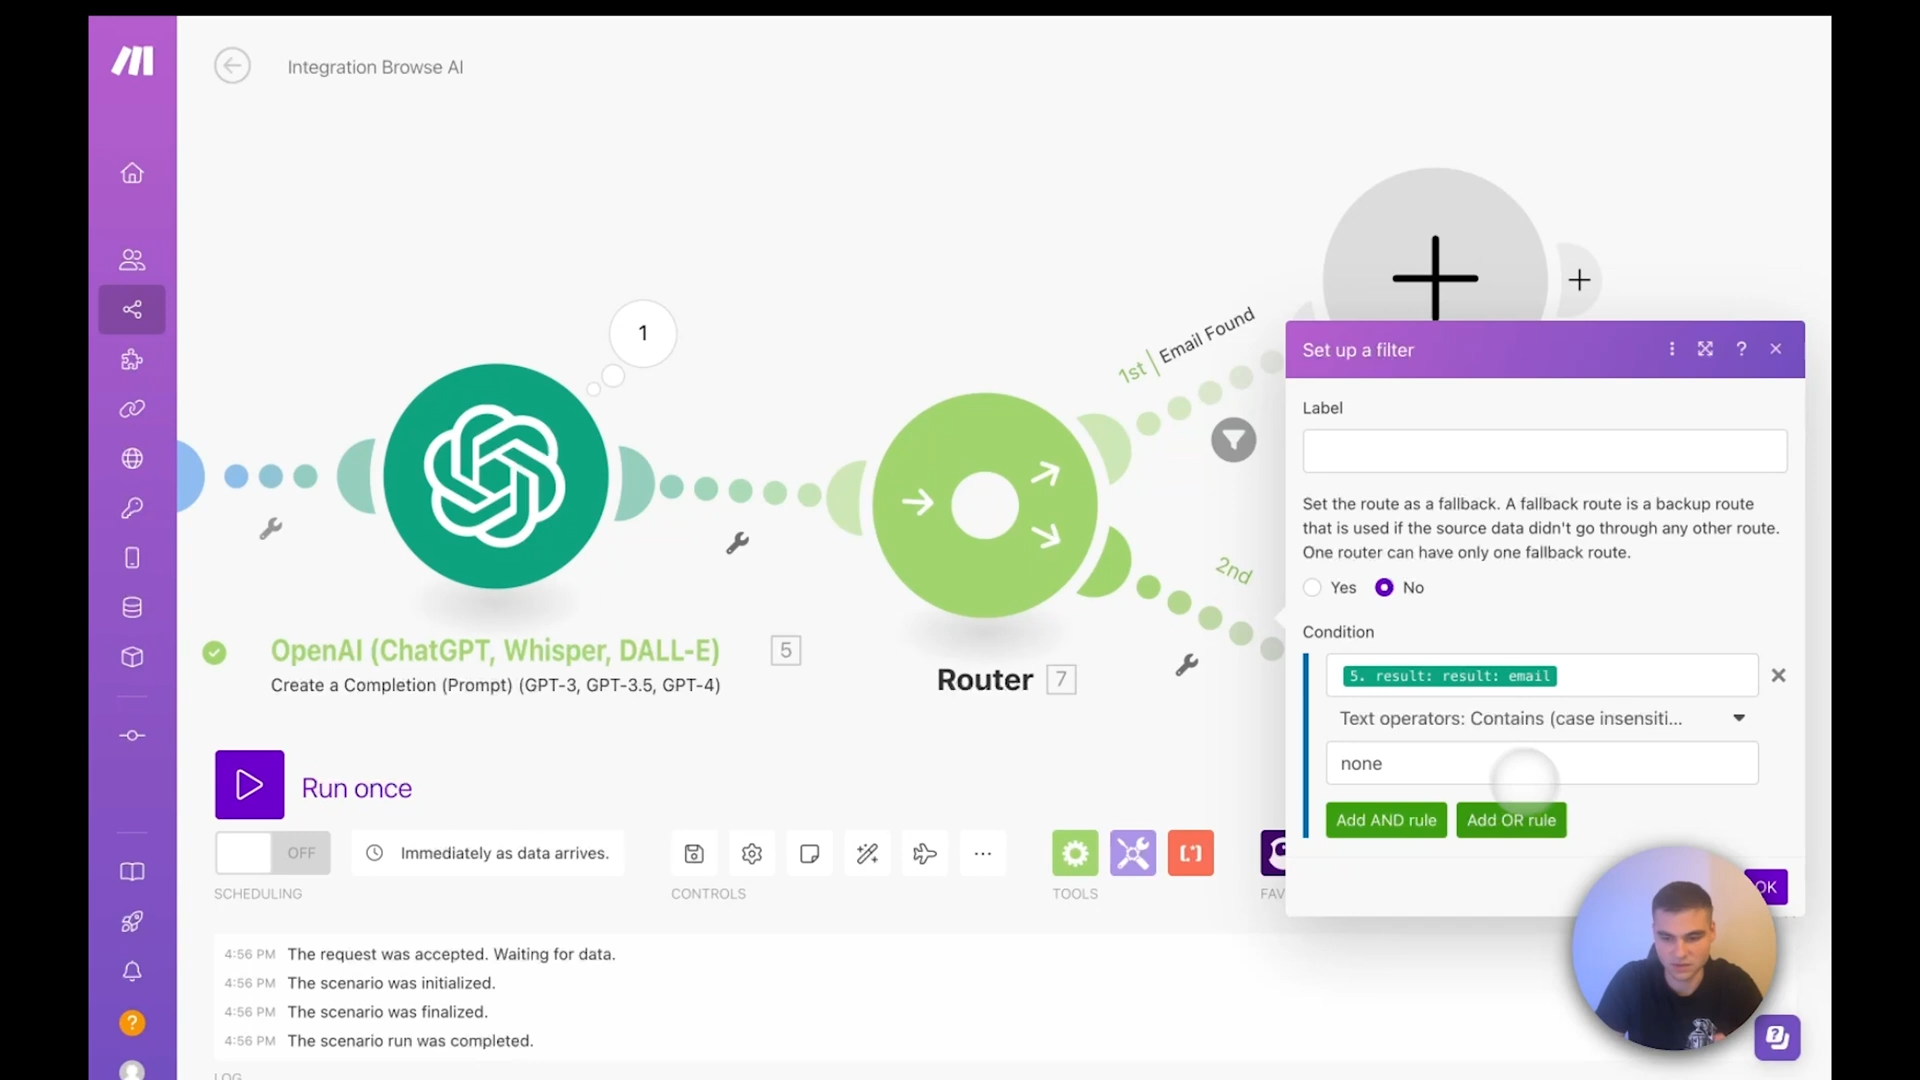 Integration Browse AI
1
1st
Email Found
2nd
OpenAI (ChatGPT, Whisper, DALL-E)
5
Create a Completion (Prompt) (GPT-3, GPT-3.5, GPT-4)
Router
7
Run once
OFF
Immediately as data arrives.
SCHEDULING
CONTROLS
TOOLS
FAV
4:56 PM The request was accepted. Waiting for data.
4:56 PM The scenario was initialized.
4:56 PM The scenario was finalized.
4:56 PM The scenario run was completed.
LOG
Set up a filter
?
Label
Set the route as a fallback. A fallback route is a backup route
that is used if the source data didn't go through any other route.
One router can have only one fallback route.
Yes
No
Condition
5. result: result: email
Text operators: Contains (case insensiti...
none
Add AND rule
Add OR rule
OK
?
?